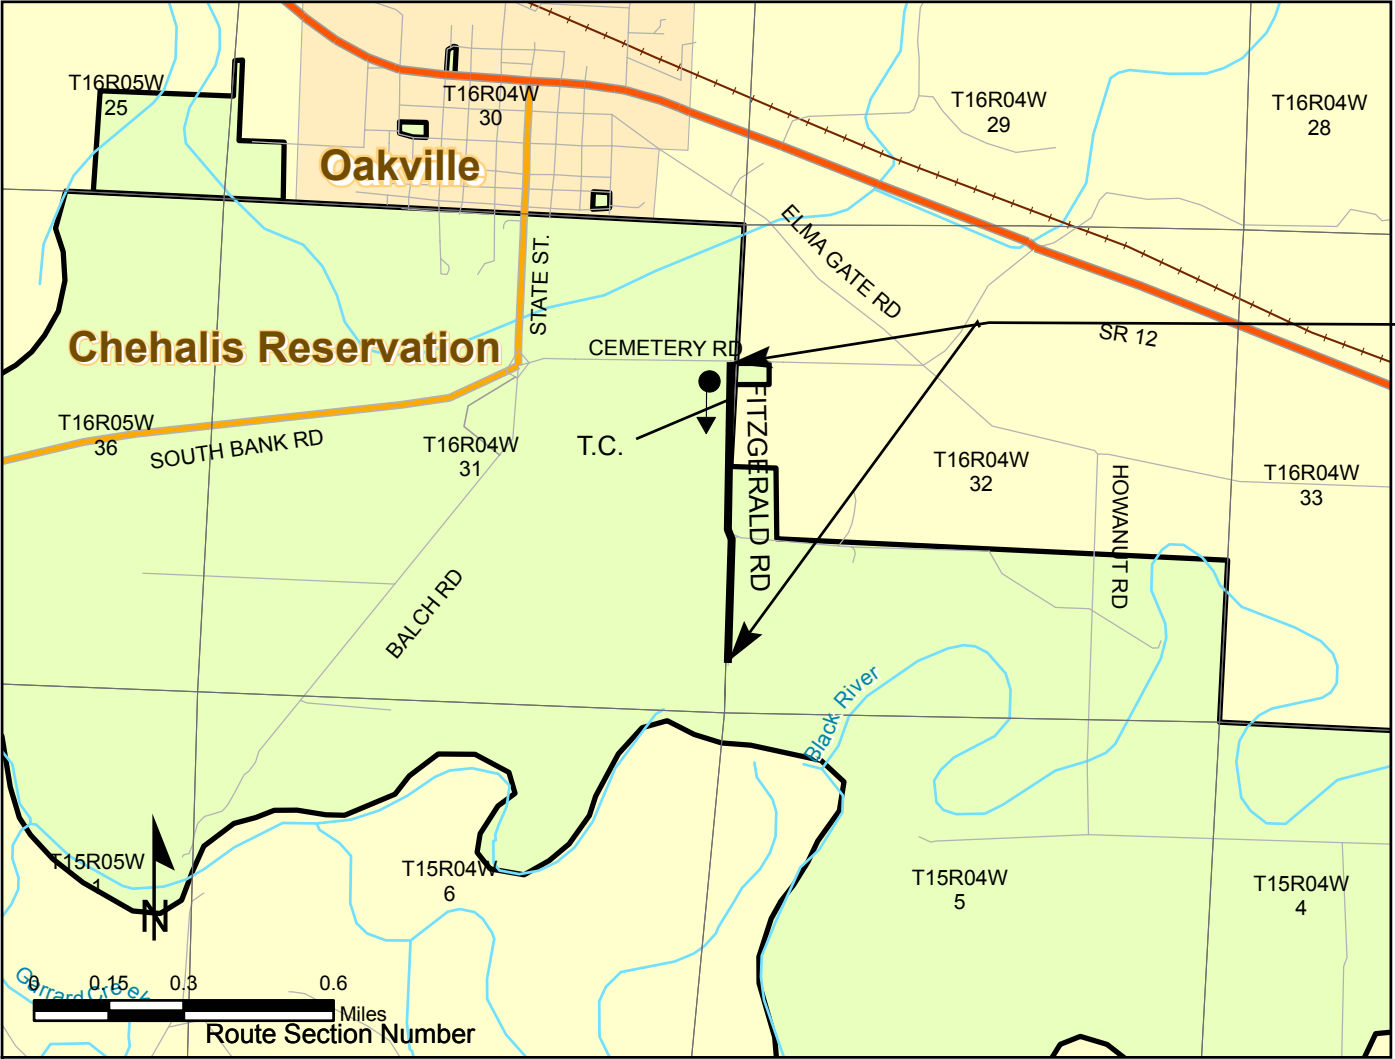 T16R05W
25
T16R04W
30
T16R04W
29
T16R04W
28
Oakville
ELMA GATE RD
STATE ST.
SR 12
Chehalis Reservation
CEMETERY RD
T16R05W
36
SOUTH BANK RD
T16R04W
31
T.C.
FITZGERALD RD
T16R04W
32
HOWANUT RD
T16R04W
33
BALCH RD
Black River
T15R05W
1
T15R04W
6
T15R04W
5
T15R04W
4
N
Garrard Creek
0 0.15 0.3 0.6
Miles
Route Section Number